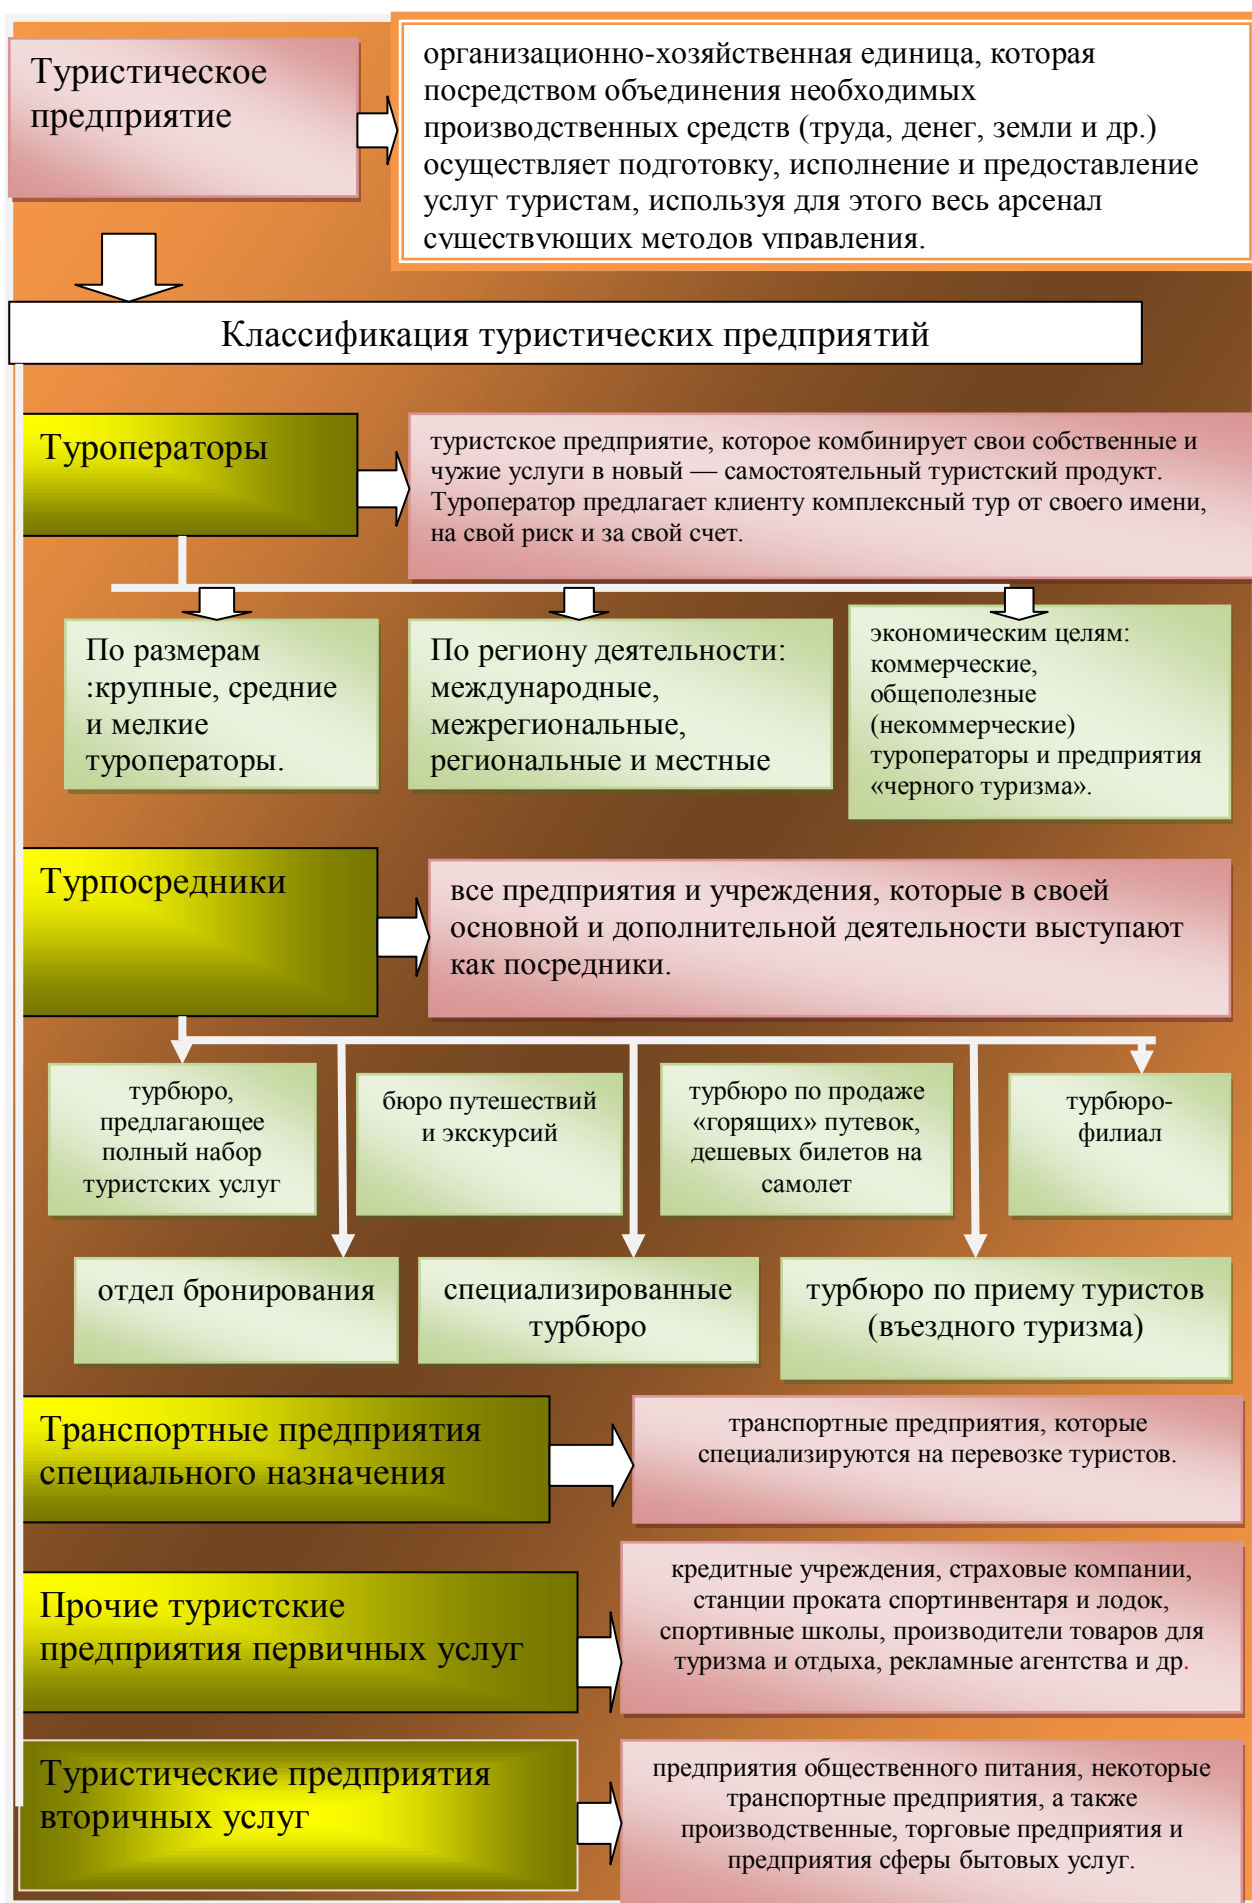 Туристическое
предприятие
организационно-хозяйственная единица, которая
посредством объединения необходимых
производственных средств (труда, денег, земли и др.)
осуществляет подготовку, исполнение и предоставление
услуг туристам, используя для этого весь арсенал
существующих методов управления.
Классификация туристических предприятий
Туроператоры
туристское предприятие, которое комбинирует свои собственные и
чужие услуги в новый — самостоятельный туристский продукт.
Туроператор предлагает клиенту комплексный тур от своего имени,
на свой риск и за свой счет.
По размерам
:крупные, средние
и мелкие
туроператоры.
По региону деятельности:
международные,
межрегиональные,
региональные и местные
экономическим целям:
коммерческие,
общеполезные
(некоммерческие)
туроператоры и предприятия
«черного туризма».
Турпосредники
все предприятия и учреждения, которые в своей
основной и дополнительной деятельности выступают
как посредники.
турбюро,
предлагающее
полный набор
туристских услуг
бюро путешествий
и экскурсий
турбюро по продаже
«горящих» путевок,
дешевых билетов на
самолет
турбюро-
филиал
отдел бронирования
специализированные
турбюро
турбюро по приему туристов
(въездного туризма)
Транспортные предприятия
специального назначения
транспортные предприятия, которые
специализируются на перевозке туристов.
Прочие туристские
предприятия первичных услуг
кредитные учреждения, страховые компании,
станции проката спортинвентаря и лодок,
спортивные школы, производители товаров для
туризма и отдыха, рекламные агентства и др.
Туристические предприятия
вторичных услуг
предприятия общественного питания, некоторые
транспортные предприятия, а также
производственные, торговые предприятия и
предприятия сферы бытовых услуг.